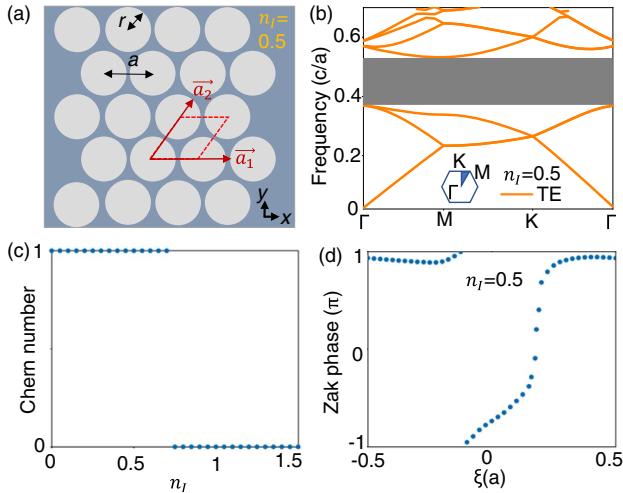 (a)
r
n_I=
0.5
a
a_2
a_1
y
x
(b)
Frequency (c/a)
0.6
0.4
0.2
0
K
M
Γ
n_I=0.5
TE
Γ
M
K
Γ
(c)
Chern number
1
0
0
0.5
1
1.5
n_I
(d)
Zak phase (π)
1
0
-1
n_I=0.5
-0.5
0
0.5
ξ(a)